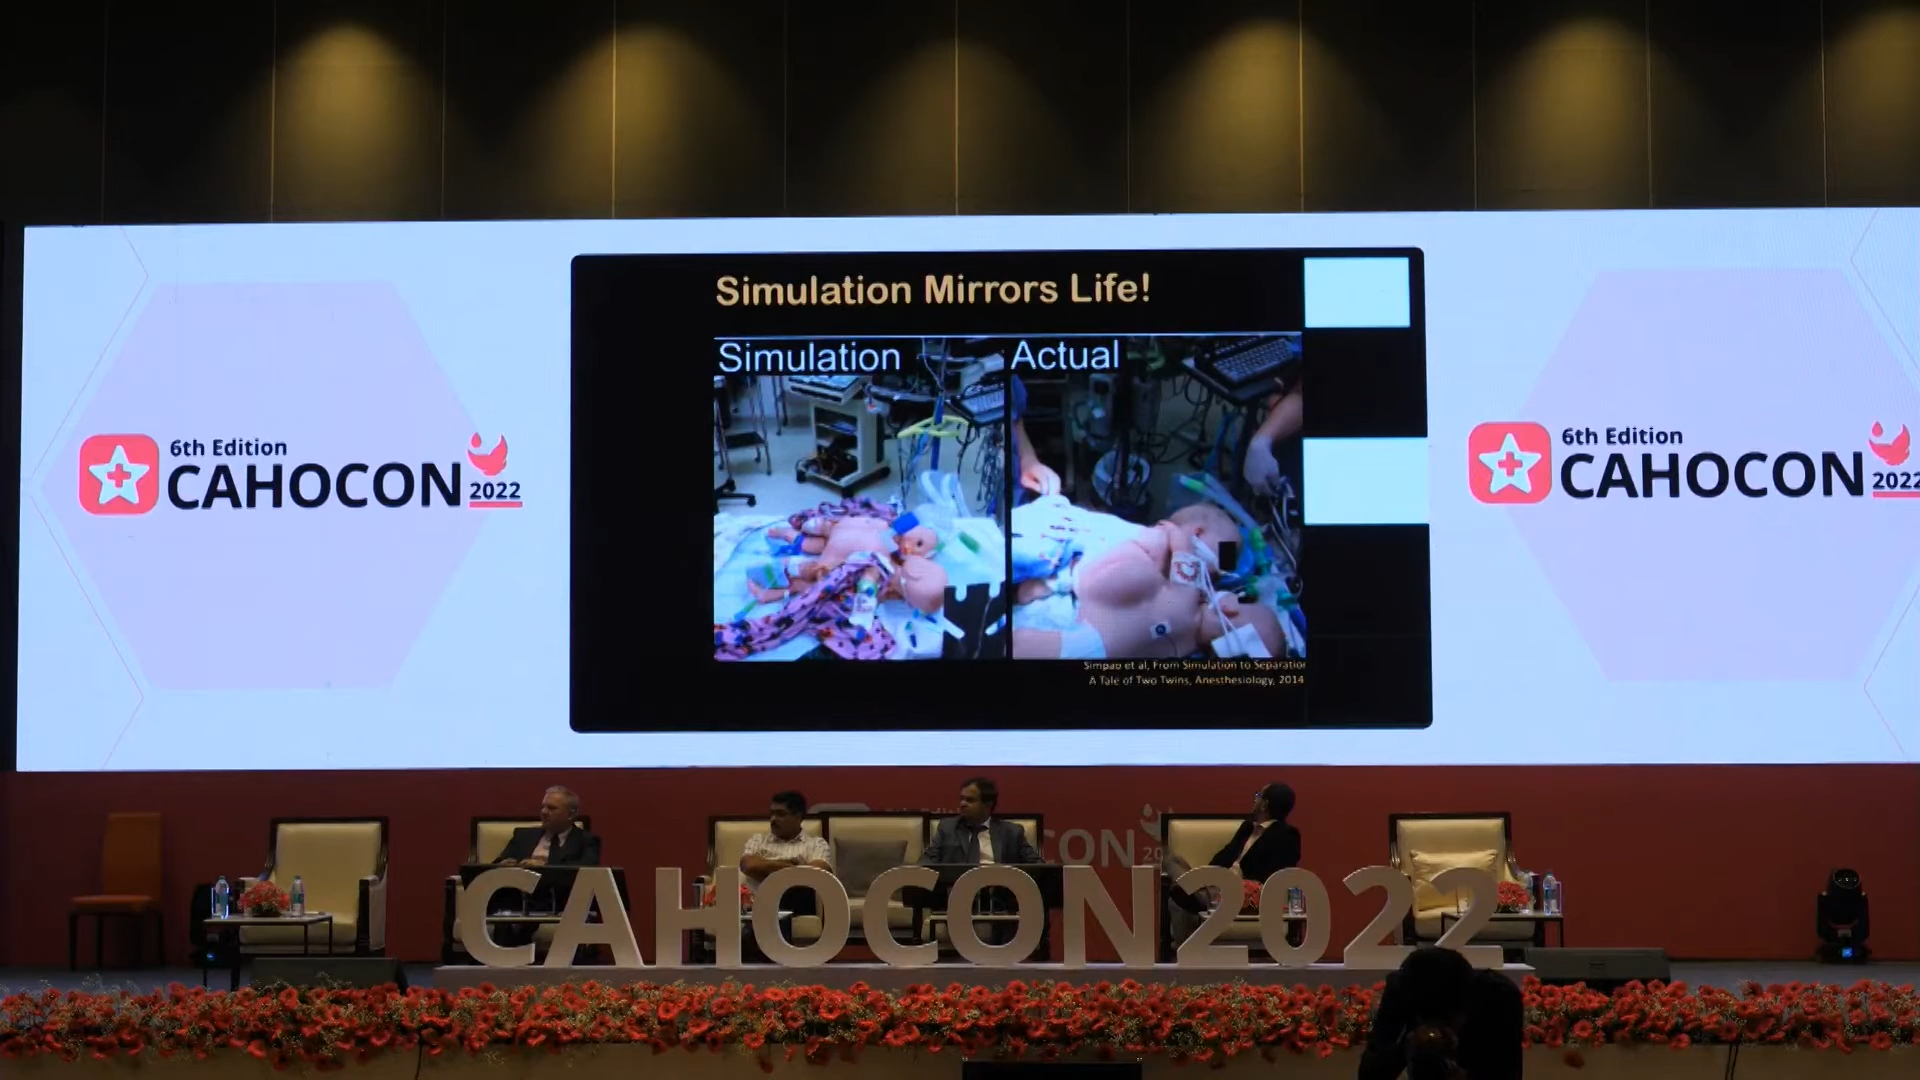 Simulation Mirrors Life!
Simulation
Actual
Simpao et al, From Simulation to Separation
A Tale of Two Twins, Anesthesiology, 2014
6th Edition
CAHOCON
2022
6th Edition
CAHOCON
2022
CON
CAHOCON2022